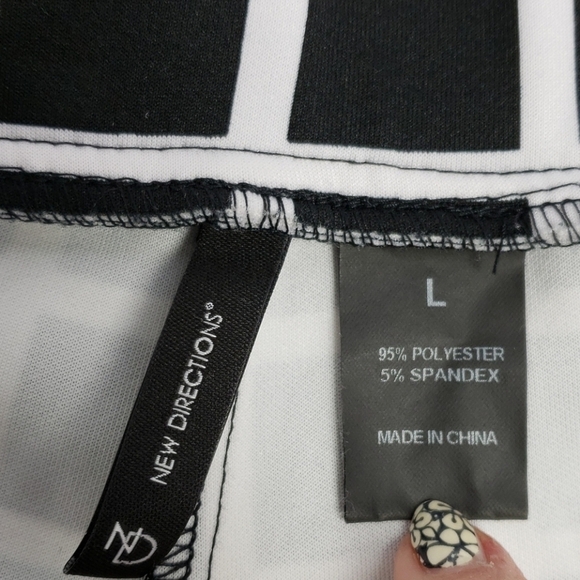 ND
NEW DIRECTIONS®
L
95% POLYESTER
5% SPANDEX
MADE IN CHINA